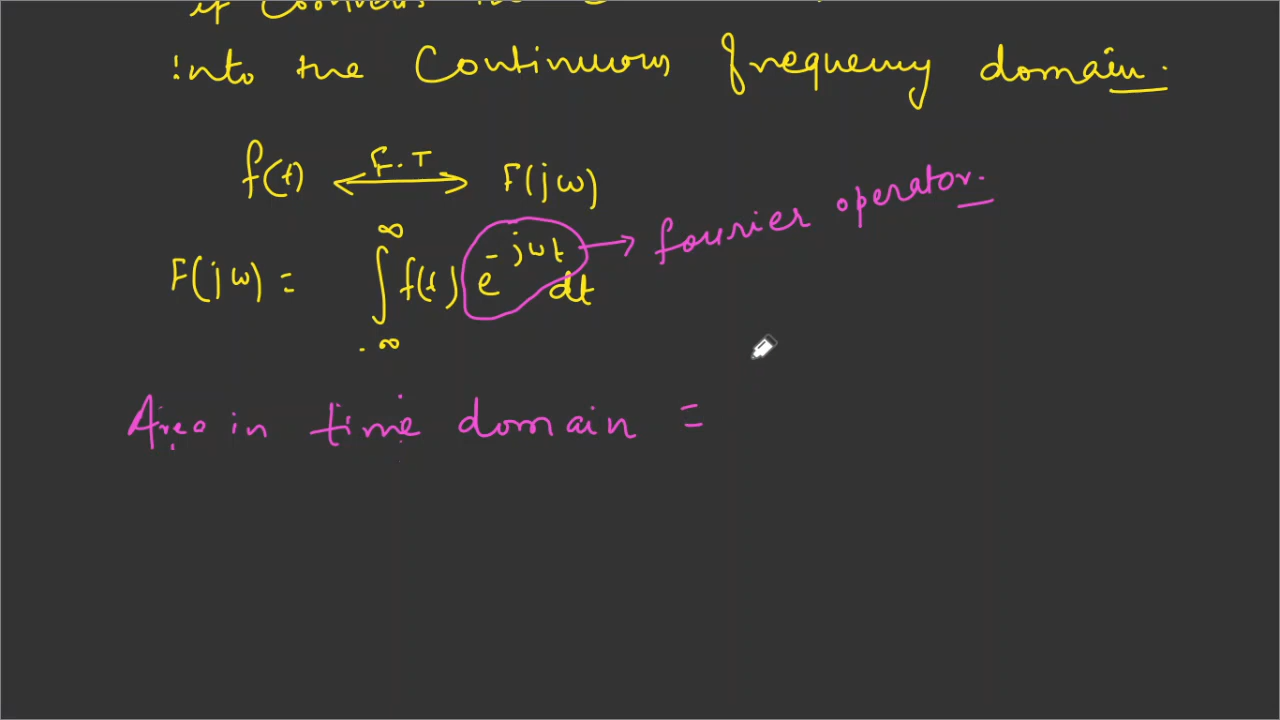 into the Continuous frequency domain.
f(t) ⟷ F.T F(jω)
F(jω) = ∫_{-∞}^{∞} f(t) e^{-jωt} dt → fourier operator.
Area in time domain =